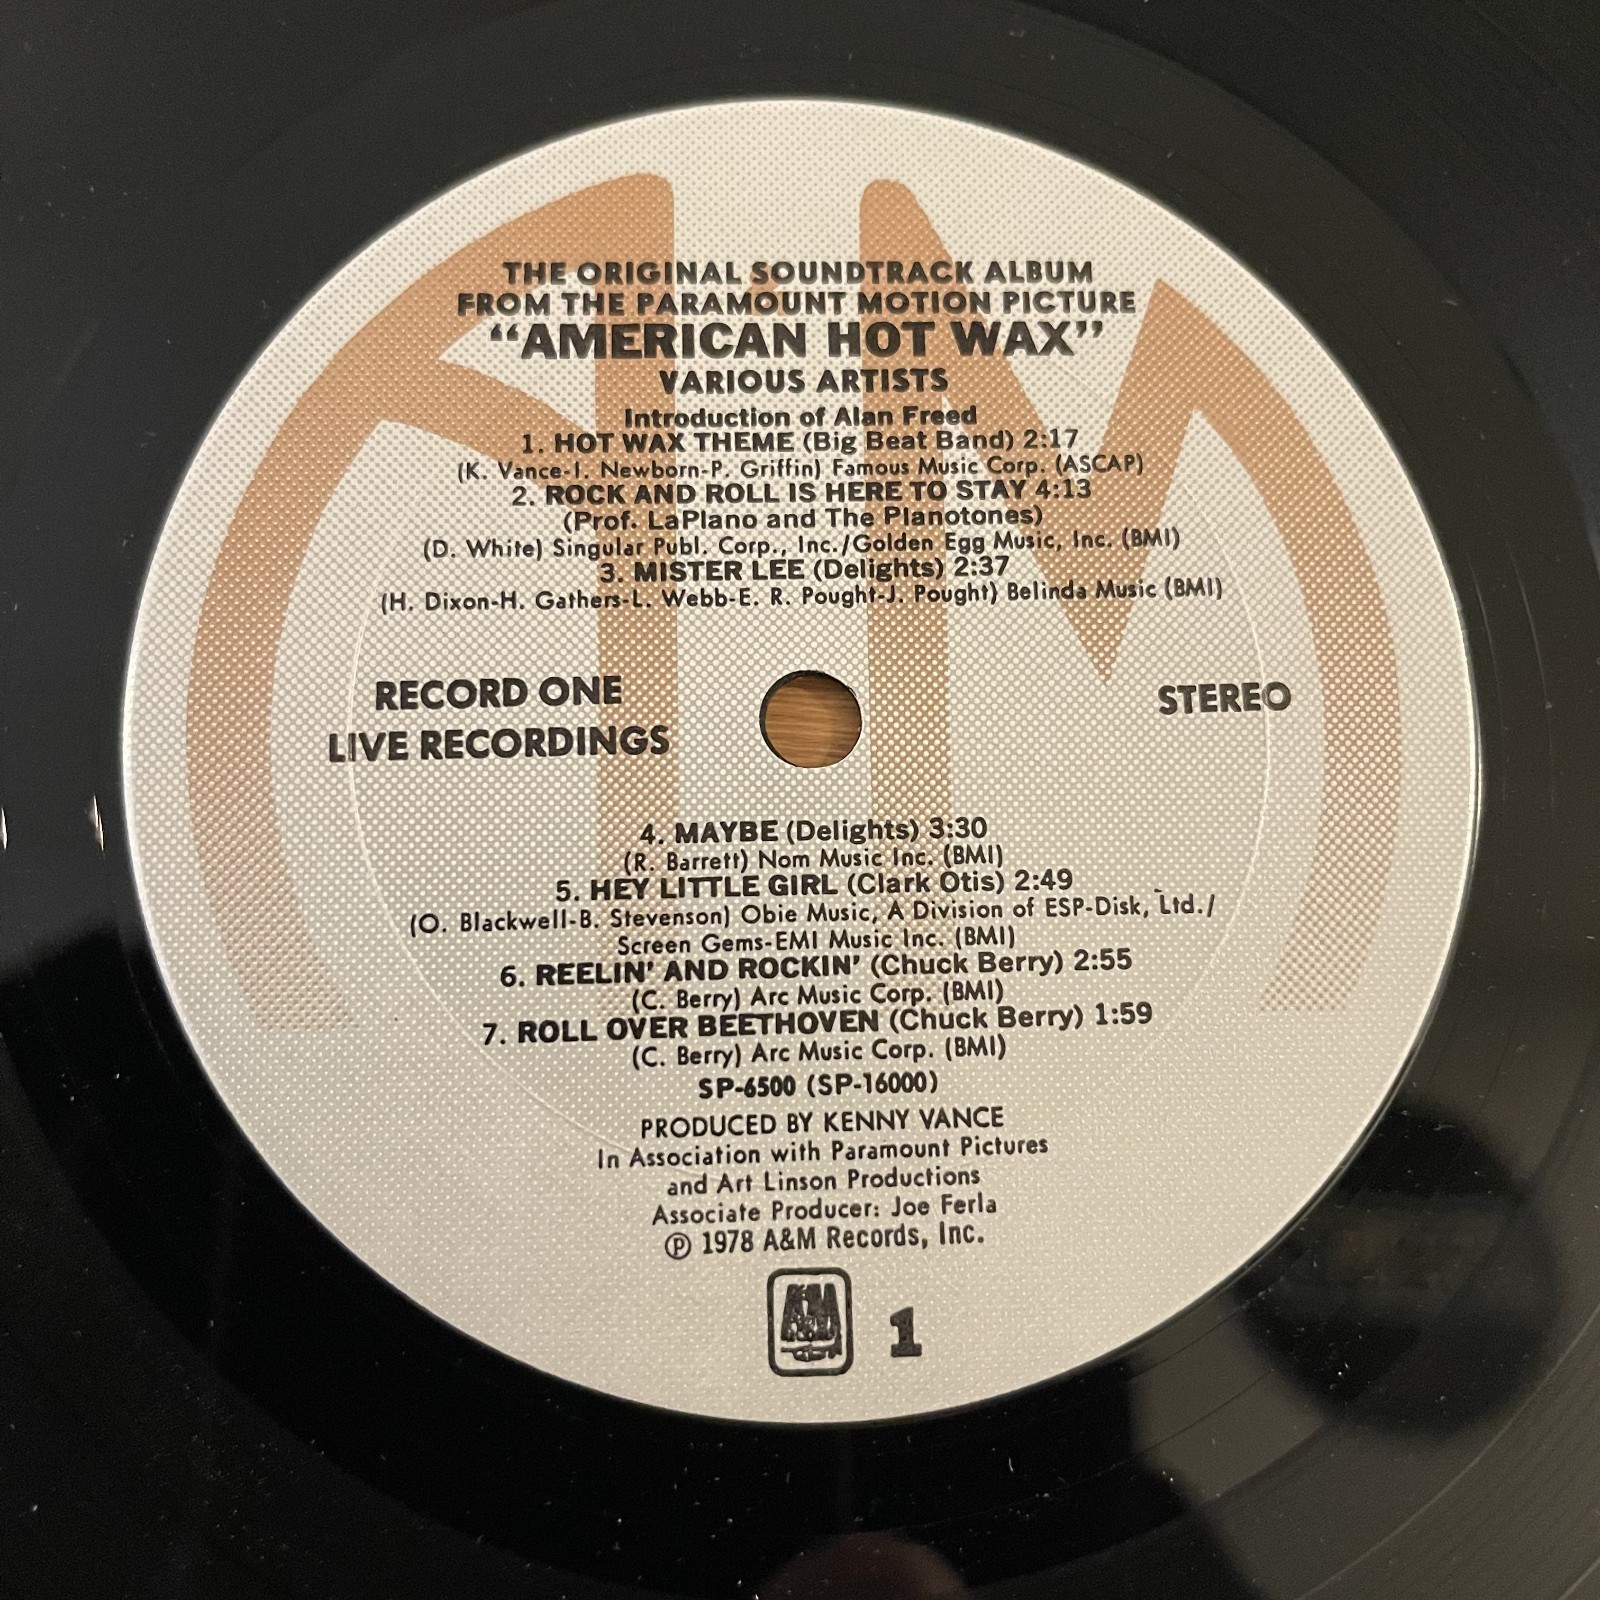 THE ORIGINAL SOUNDTRACK ALBUM
FROM THE PARAMOUNT MOTION PICTURE
"AMERICAN HOT WAX"
VARIOUS ARTISTS
Introduction of Alan Freed
1. HOT WAX THEME (Big Beat Band) 2:17
(K. Vance-I. Newborn-P. Griffin) Famous Music Corp. (ASCAP)
2. ROCK AND ROLL IS HERE TO STAY 4:13
(Prof. LaPlano and The Planotones)
(D. White) Singular Publ. Corp., Inc./Golden Egg Music, Inc. (BMI)
3. MISTER LEE (Delights) 2:37
(H. Dixon-H. Gathers-L. Webb-E. R. Pought-J. Pought) Belinda Music (BMI)
RECORD ONE
LIVE RECORDINGS
STEREO
4. MAYBE (Delights) 3:30
(R. Barrett) Nom Music Inc. (BMI)
5. HEY LITTLE GIRL (Clark Otis) 2:49
(O. Blackwell-B. Stevenson) Obie Music, A Division of ESP-Disk, Ltd./
Screen Gems-EMI Music Inc. (BMI)
6. REELIN' AND ROCKIN' (Chuck Berry) 2:55
(C. Berry) Arc Music Corp. (BMI)
7. ROLL OVER BEETHOVEN (Chuck Berry) 1:59
(C. Berry) Arc Music Corp. (BMI)
SP-6500 (SP-16000)
PRODUCED BY KENNY VANCE
In Association with Paramount Pictures
and Art Linson Productions
Associate Producer: Joe Ferla
℗ 1978 A&M Records, Inc.
A&M
1